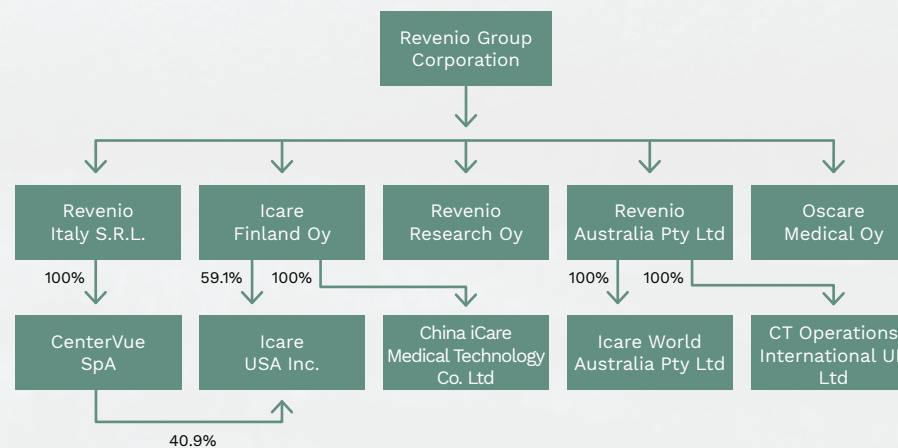 Revenio Group
Corporation
Revenio
Italy S.R.L.
Icare
Finland Oy
Revenio
Research Oy
Revenio
Australia Pty Ltd
Oscare
Medical Oy
100%
59.1%
100%
100%
100%
CenterVue
SpA
Icare
USA Inc.
China iCare
Medical Technology
Co. Ltd
Icare World
Australia Pty Ltd
CT Operations
International
Ltd
40.9%